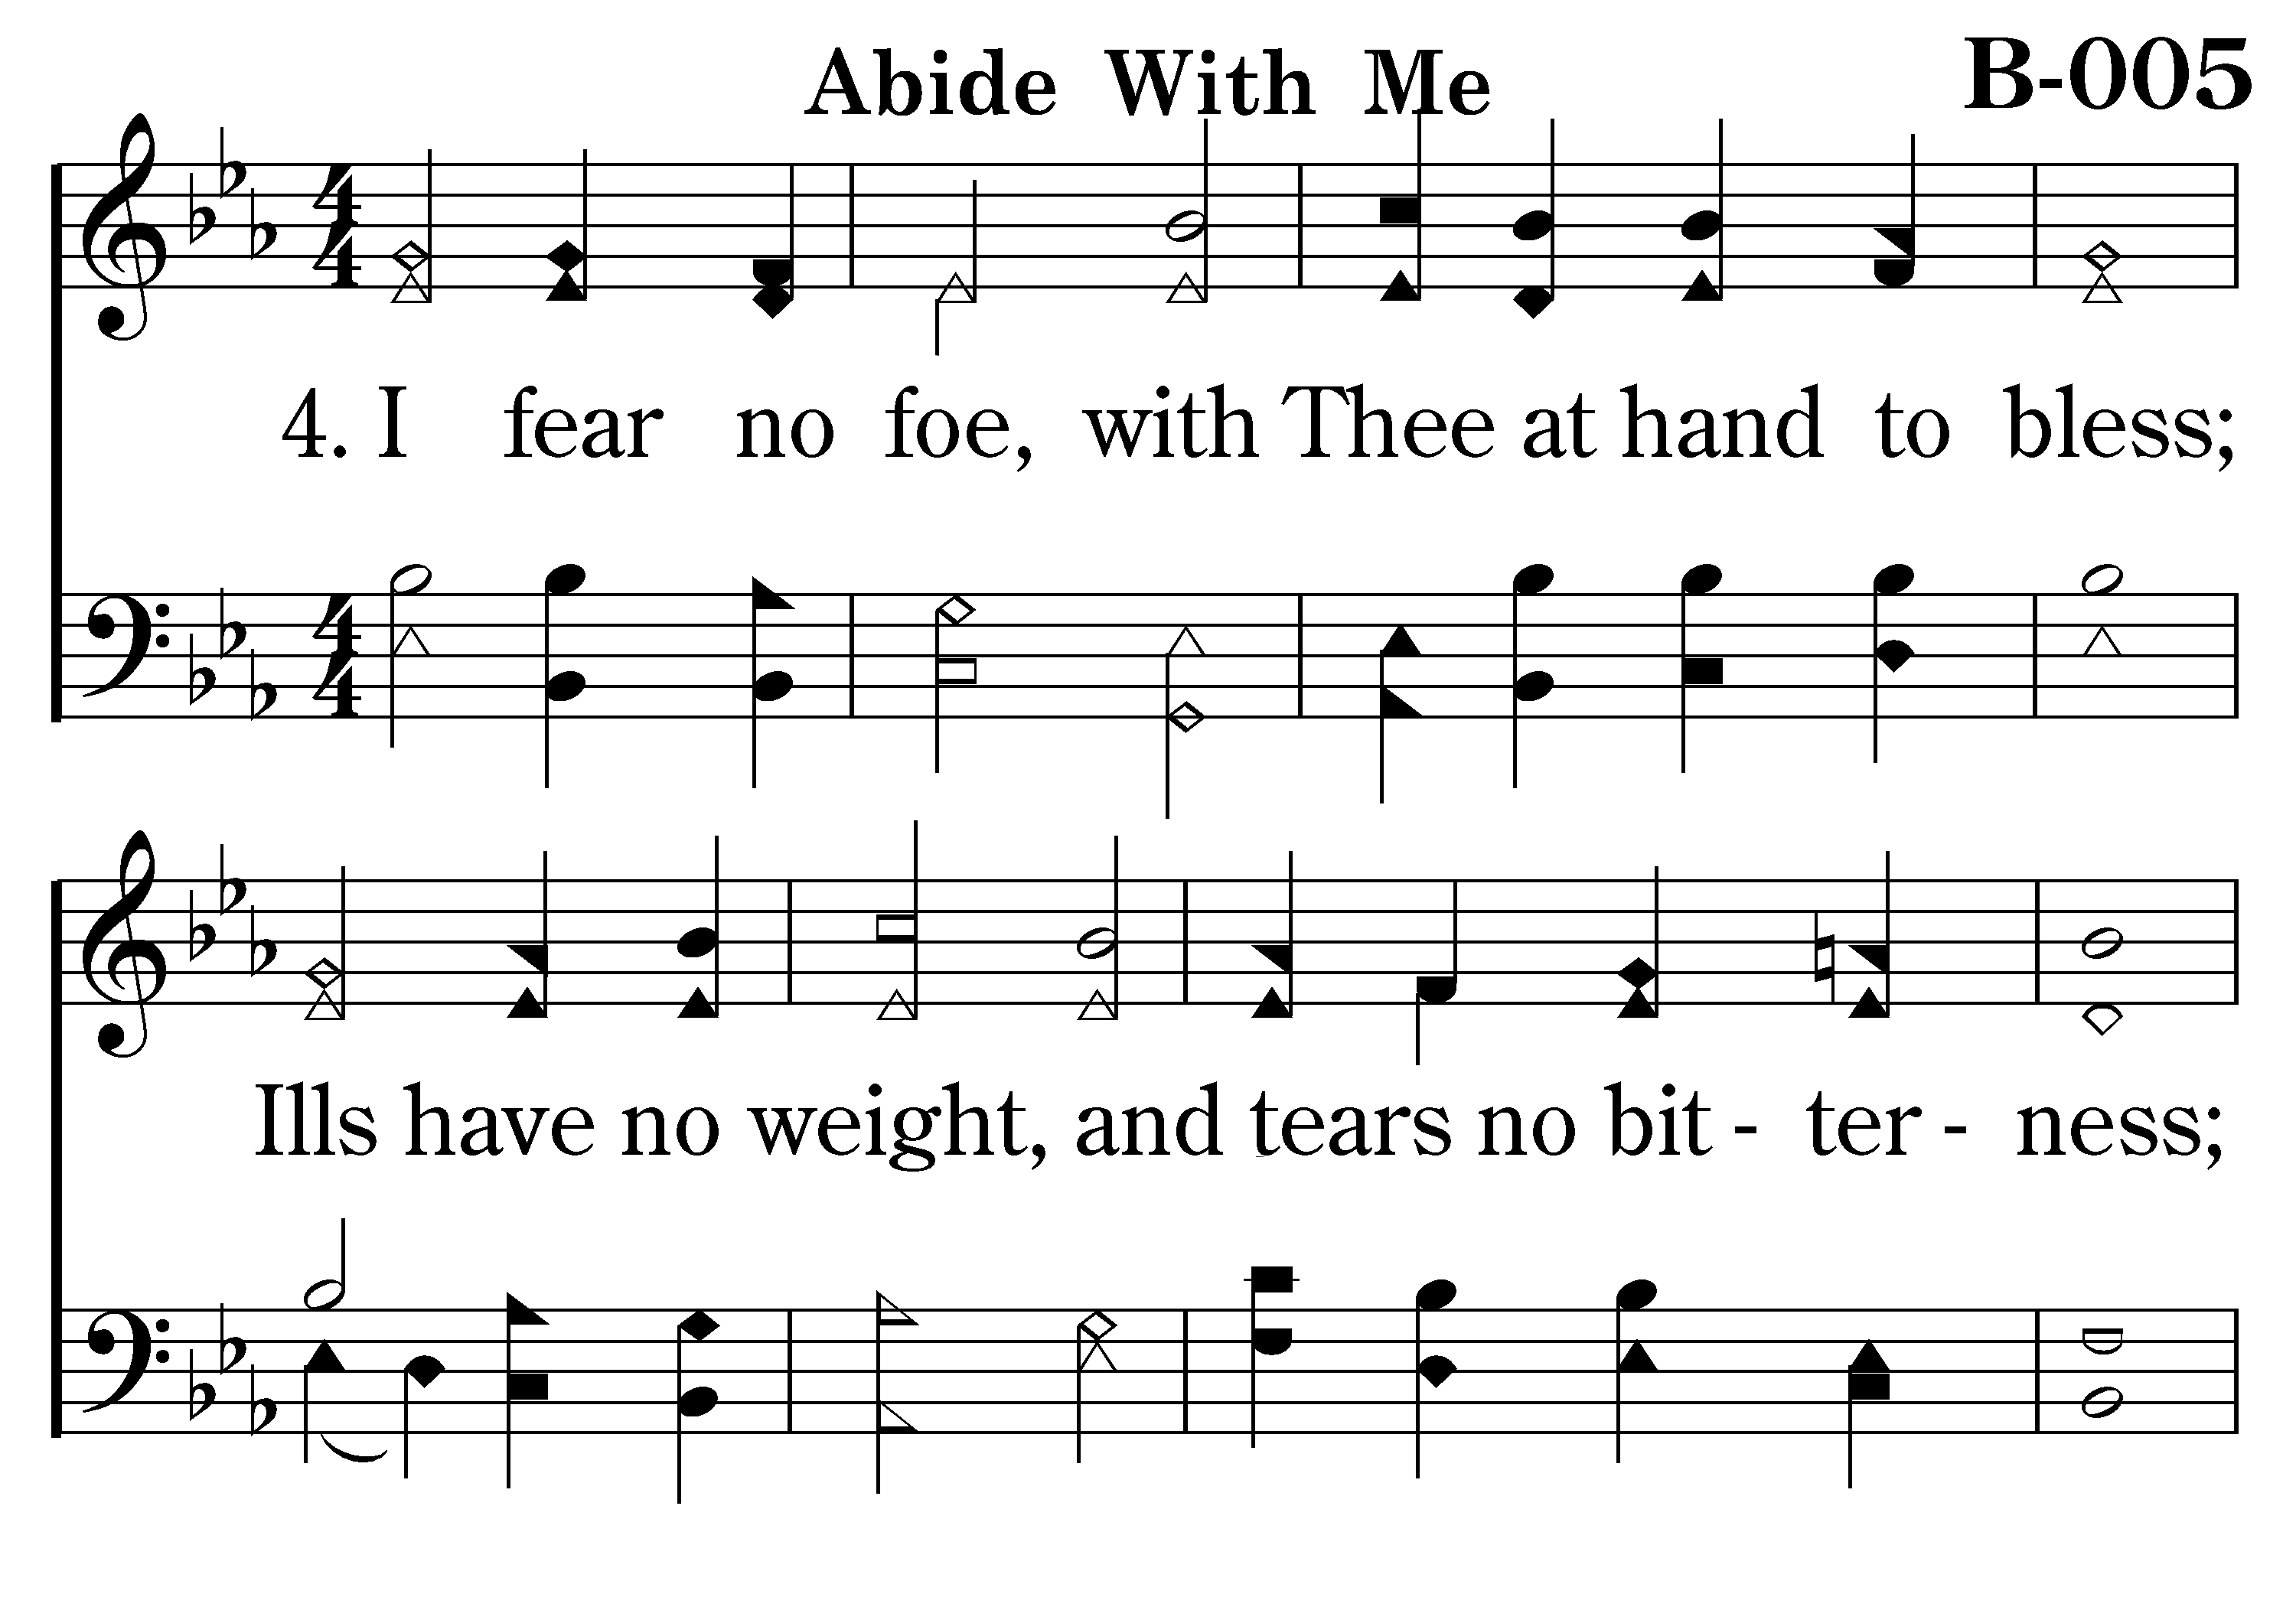 Abide With Me
B-005
4. I fear no foe, with Thee at hand to bless;
Ills have no weight, and tears no bit - ter - ness;